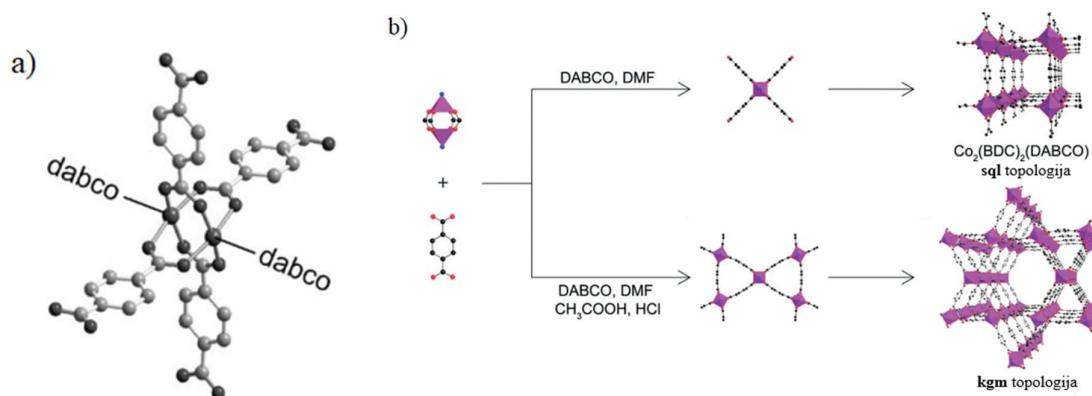 a)
dabco
dabco
b)
+
DABCO, DMF
Co₂(BDC)₂(DABCO)
sql topologija
DABCO, DMF
CH₃COOH, HCl
kgm topologija